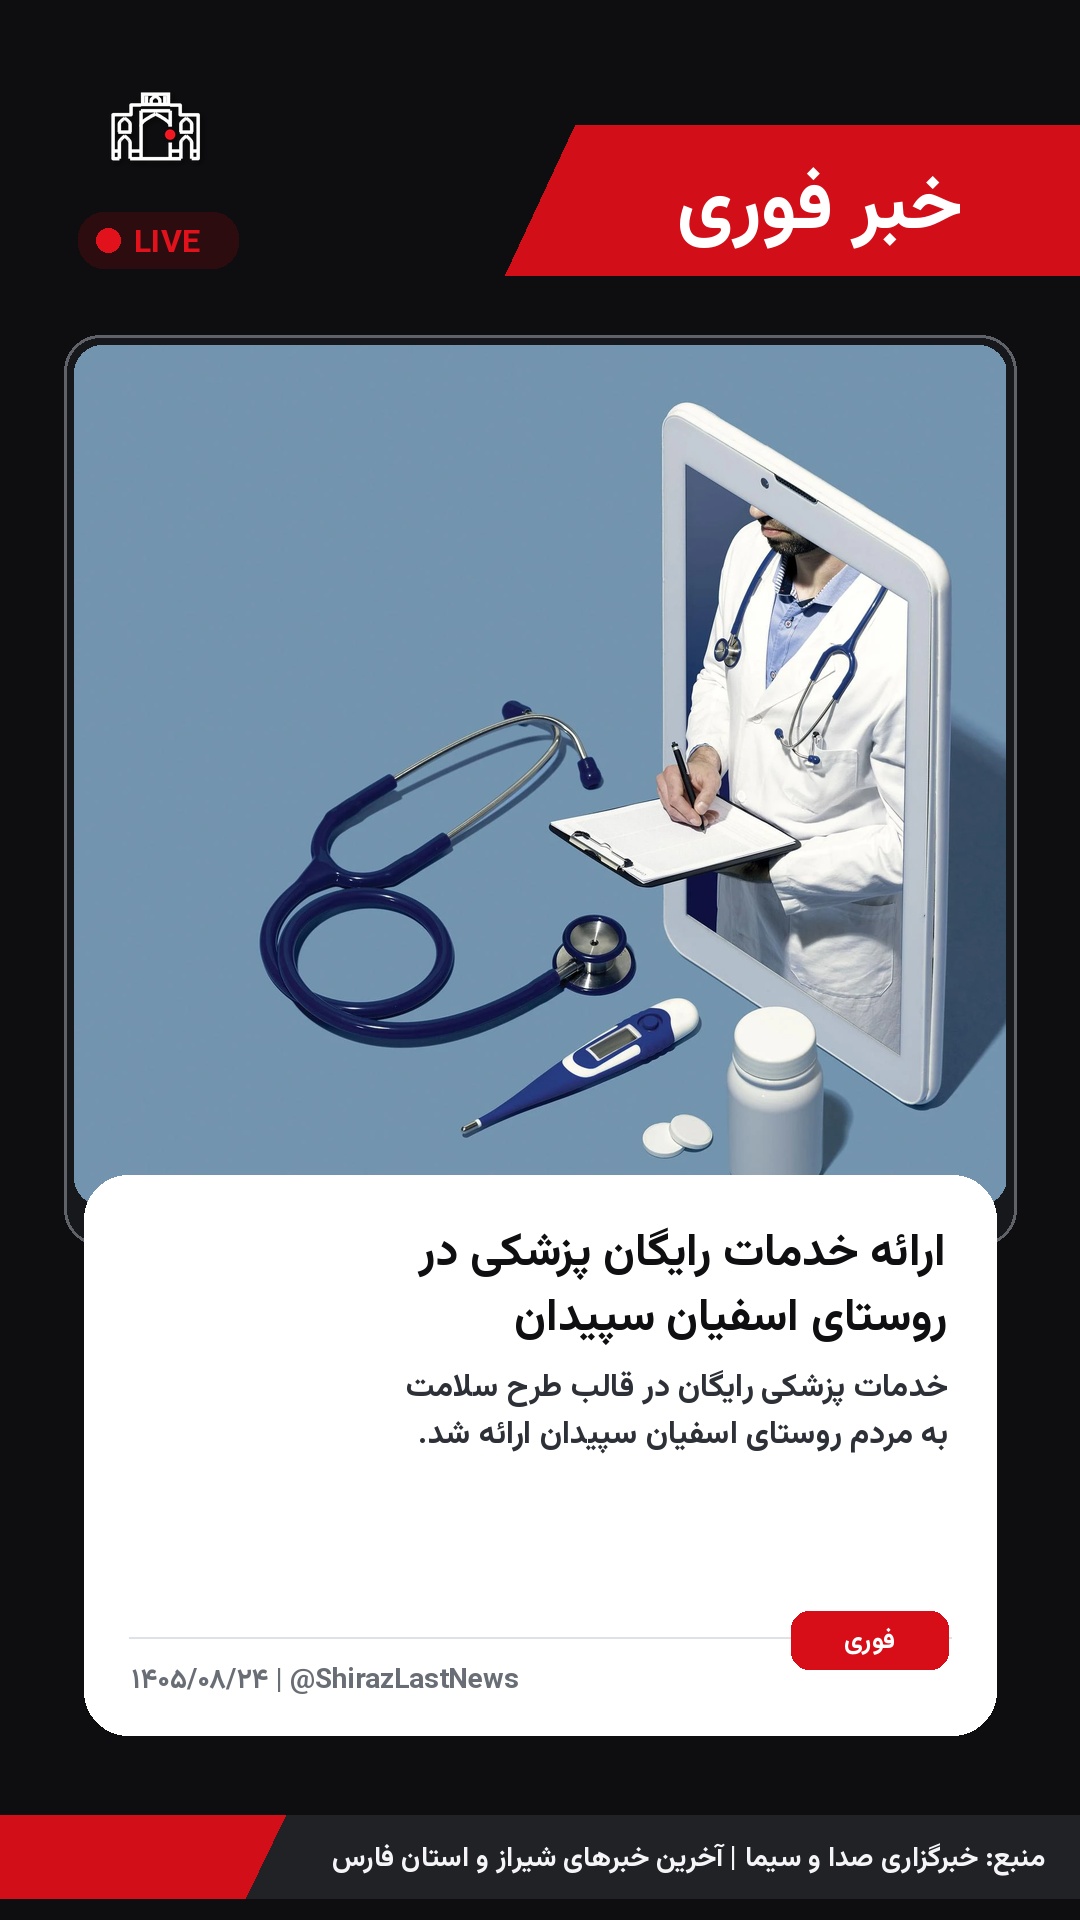 خبر فوری
LIVE
ارائه خدمات رایگان پزشکی در
روستای اسفیان سپیدان
خدمات پزشکی رایگان در قالب طرح سلامت
به مردم روستای اسفیان سپیدان ارائه شد.
فوری
۱۴۰۵/۰۸/۲۴ | @ShirazLastNews
منبع: خبرگزاری صدا و سیما | آخرین خبرهای شیراز و استان فارس